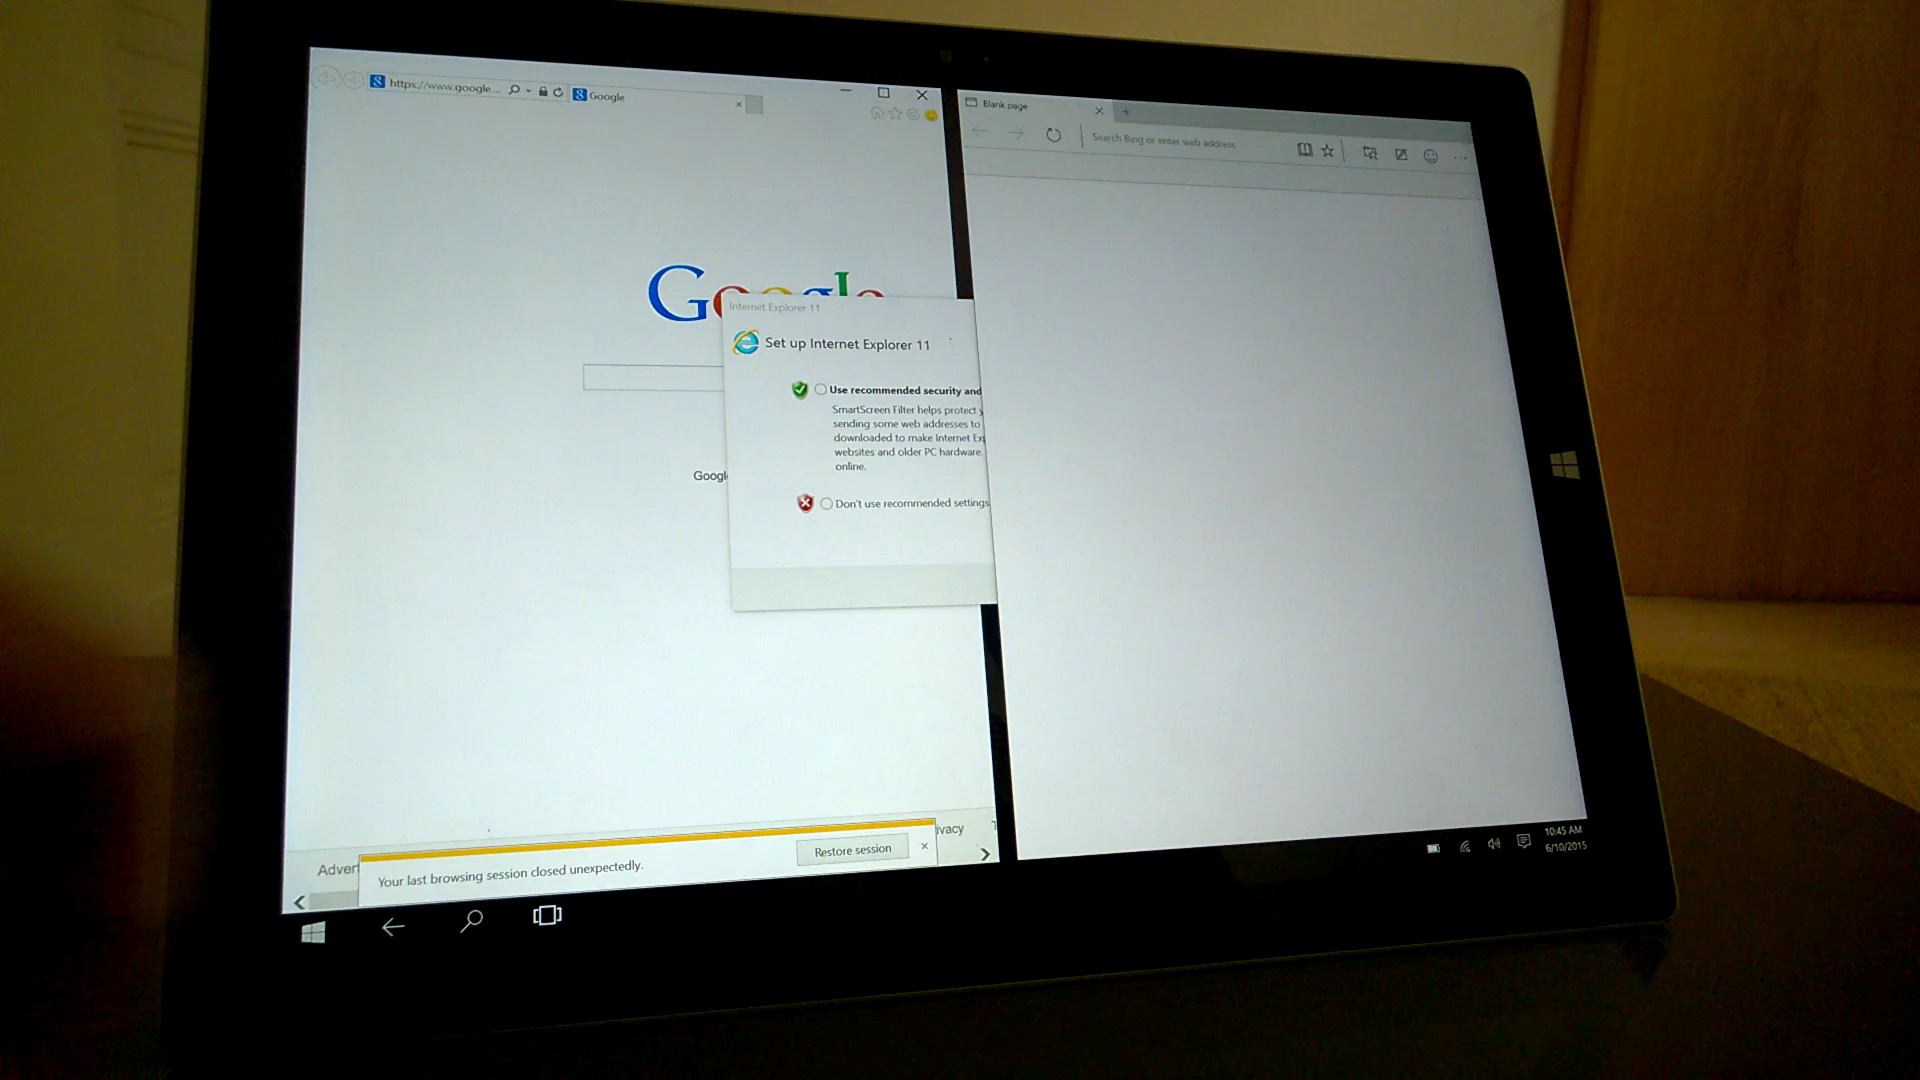 https://www.google...
Google
Google
Internet Explorer 11
Set up Internet Explorer 11
Use recommended security and
SmartScreen Filter helps protect
sending some web addresses to
downloaded to make Internet Ex
websites and older PC hardware.
online.
Don't use recommended settings
Googl
Advert
ivacy
Your last browsing session closed unexpectedly.
Restore session
Blank page
Search Bing or enter web address
10:45 AM
6/10/2015